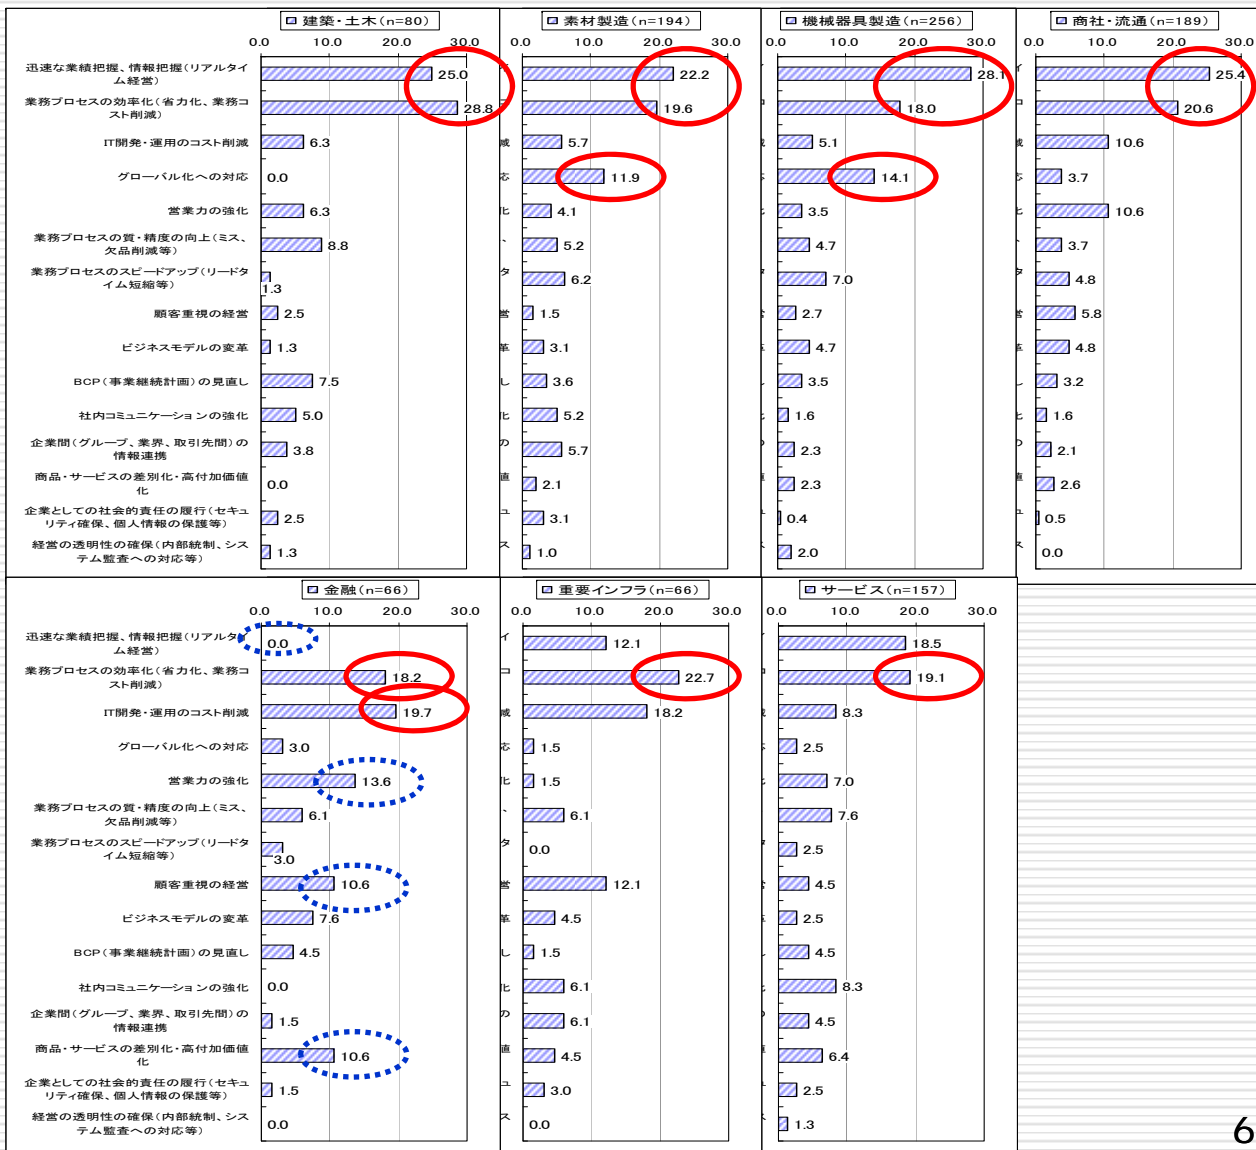 建築・土木(n=80)
0.0 10.0 20.0 30.0
迅速な業績把握、情報把握(リアルタイ
ム経営)
25.0
業務プロセスの効率化(省力化、業務コ
スト削減)
28.8
IT開発・運用のコスト削減
6.3
グローバル化への対応
0.0
営業力の強化
6.3
業務プロセスの質・精度の向上(ミス、
欠品削減等)
8.8
業務プロセスのスピードアップ(リードタ
イム短縮等)
1.3
顧客重視の経営
2.5
ビジネスモデルの変革
1.3
BCP(事業継続計画)の見直し
7.5
社内コミュニケーションの強化
5.0
企業間(グループ、業界、取引先間)の
情報連携
3.8
商品・サービスの差別化・高付加価値
化
0.0
企業としての社会的責任の履行(セキュ
リティ確保、個人情報の保護等)
2.5
経営の透明性の確保(内部統制、シス
テム監査への対応等)
1.3
素材製造(n=194)
0.0 10.0 20.0 30.0
22.2
19.6
減 5.7
応 11.9
化 4.1
、 5.2
タ 6.2
営 1.5
革 3.1
し 3.6
化 5.2
の 5.7
値 2.1
ュ 3.1
ス 1.0
機械器具製造(n=256)
0.0 10.0 20.0 30.0
28.1
18.0
5.1
14.1
3.5
4.7
7.0
2.7
4.7
3.5
1.6
2.3
2.3
0.4
2.0
商社・流通(n=189)
0.0 10.0 20.0 30.0
25.4
20.6
10.6
3.7
10.6
3.7
4.8
5.8
4.8
3.2
1.6
2.1
2.6
0.5
0.0
金融(n=66)
0.0 10.0 20.0 30.0
迅速な業績把握、情報把握(リアルタイ
ム経営)
0.0
業務プロセスの効率化(省力化、業務コ
スト削減)
18.2
IT開発・運用のコスト削減
19.7
グローバル化への対応
3.0
営業力の強化
13.6
業務プロセスの質・精度の向上(ミス、
欠品削減等)
6.1
業務プロセスのスピードアップ(リードタ
イム短縮等)
3.0
顧客重視の経営
10.6
ビジネスモデルの変革
7.6
BCP(事業継続計画)の見直し
4.5
社内コミュニケーションの強化
0.0
企業間(グループ、業界、取引先間)の
情報連携
1.5
商品・サービスの差別化・高付加価値
化
10.6
企業としての社会的責任の履行(セキュ
リティ確保、個人情報の保護等)
1.5
経営の透明性の確保(内部統制、シス
テム監査への対応等)
0.0
重要インフラ(n=66)
0.0 10.0 20.0 30.0
イ 12.1
コ 22.7
減 18.2
応 1.5
化 1.5
、 6.1
タ 0.0
営 12.1
革 4.5
し 1.5
化 6.1
の 6.1
値 4.5
ュ 3.0
ス 0.0
サービス(n=157)
0.0 10.0 20.0 30.0
18.5
19.1
8.3
2.5
7.0
7.6
2.5
4.5
2.5
4.5
8.3
4.5
6.4
2.5
1.3
6